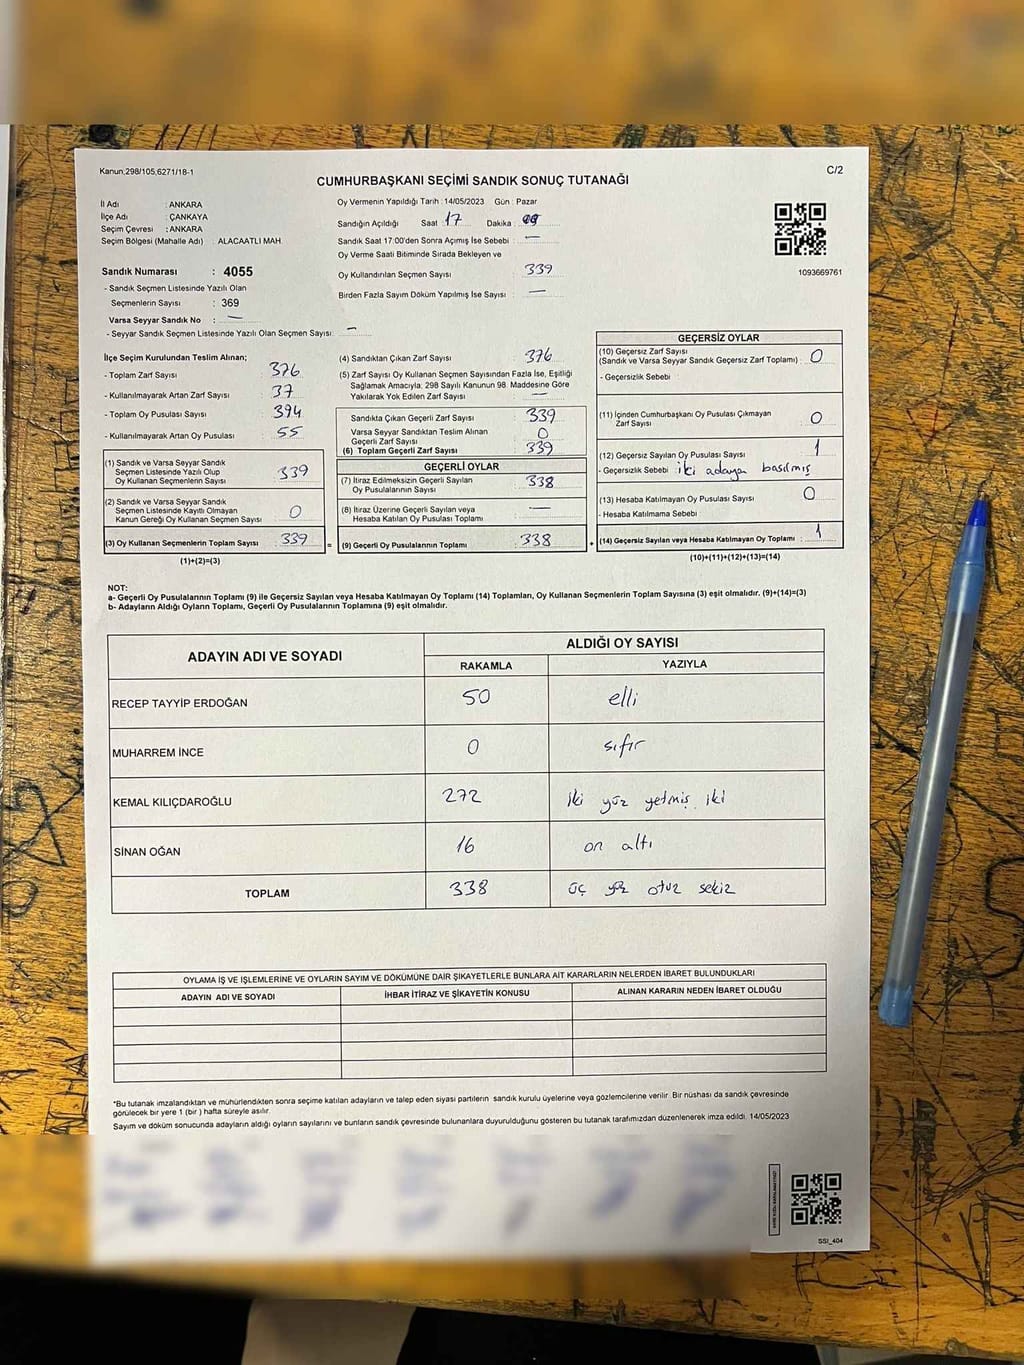 Kanun;298/105,6271/18-1
C/2
CUMHURBAŞKANI SEÇİMİ SANDIK SONUÇ TUTANAĞI
İl Adı : ANKARA
İlçe Adı : ÇANKAYA
Seçim Çevresi : ANKARA
Seçim Bölgesi (Mahalle Adı) : ALACAATLI MAH.
Sandık Numarası : 4055
- Sandık Seçmen Listesinde Yazılı Olan
Seçmenlerin Sayısı : 369
Varsa Seyyar Sandık No : —
- Seyyar Sandık Seçmen Listesinde Yazılı Olan Seçmen Sayısı: —
Oy Vermenin Yapıldığı Tarih : 14/05/2023 Gün : Pazar
Sandığın Açıldığı Saat : 17 Dakika :
Sandık Saat 17:00'den Sonra Açımış İse Sebebi : —
Oy Verme Saati Bitiminde Sırada Bekleyen ve
Oy Kullandırılan Seçmen Sayısı : 339
Birden Fazla Sayım Döküm Yapılmış İse Sayısı : —
1093669761
İlçe Seçim Kurulundan Teslim Alınan;
- Toplam Zarf Sayısı : 376
- Kullanılmayarak Artan Zarf Sayısı : 37
- Toplam Oy Pusulası Sayısı : 394
- Kullanılmayarak Artan Oy Pusulası : 55
(1) Sandık ve Varsa Seyyar Sandık
Seçmen Listesinde Yazılı Olup
Oy Kullanan Seçmenlerin Sayısı : 339
(2) Sandık ve Varsa Seyyar Sandık
Seçmen Listesinde Kayıtlı Olmayan
Kanun Gereği Oy Kullanan Seçmen Sayısı : 0
(3) Oy Kullanan Seçmenlerin Toplam Sayısı : 339
(1)+(2)=(3)
=
(4) Sandıktan Çıkan Zarf Sayısı : 376
(5) Zarf Sayısı Oy Kullanan Seçmen Sayısından Fazla İse, Eşitliği
Sağlamak Amacıyla; 298 Sayılı Kanunun 98. Maddesine Göre
Yakılarak Yok Edilen Zarf Sayısı : —
Sandıkta Çıkan Geçerli Zarf Sayısı : 339
Varsa Seyyar Sandıktan Teslim Alınan
Geçerli Zarf Sayısı : 0
(6) Toplam Geçerli Zarf Sayısı : 339
GEÇERLİ OYLAR
(7) İtiraz Edilmeksizin Geçerli Sayılan
Oy Pusulalarının Sayısı : 338
(8) İtiraz Üzerine Geçerli Sayılan veya
Hesaba Katılan Oy Pusulası Toplamı : —
(9) Geçerli Oy Pusulalarının Toplamı : 338
+
GEÇERSİZ OYLAR
(10) Geçersiz Zarf Sayısı
(Sandık ve Varsa Seyyar Sandık Geçersiz Zarf Toplamı) : 0
- Geçersizlik Sebebi :
(11) İçinden Cumhurbaşkanı Oy Pusulası Çıkmayan
Zarf Sayısı : 0
(12) Geçersiz Sayılan Oy Pusulası Sayısı : 1
- Geçersizlik Sebebi : iki adaya basılmış
(13) Hesaba Katılmayan Oy Pusulası Sayısı : 0
- Hesaba Katılmama Sebebi :
(14) Geçersiz Sayılan veya Hesaba Katılmayan Oy Toplamı : 1
(10)+(11)+(12)+(13)=(14)
NOT:
a- Geçerli Oy Pusulalarının Toplamı (9) ile Geçersiz Sayılan veya Hesaba Katılmayan Oy Toplamı (14) Toplamları, Oy Kullanan Seçmenlerin Toplam Sayısına (3) eşit olmalıdır. (9)+(14)=(3)
b- Adayların Aldığı Oyların Toplamı, Geçerli Oy Pusulalarının Toplamına (9) eşit olmalıdır.
ADAYIN ADI VE SOYADI
ALDIĞI OY SAYISI
RAKAMLA YAZIYLA
RECEP TAYYİP ERDOĞAN 50 elli
MUHARREM İNCE 0 sıfır
KEMAL KILIÇDAROĞLU 272 iki yüz yetmiş iki
SİNAN OĞAN 16 on altı
TOPLAM 338 üç yüz otuz sekiz
OYLAMA İŞ VE İŞLEMLERİNE VE OYLARIN SAYIM VE DÖKÜMÜNE DAİR ŞİKAYETLERLE BUNLARA AİT KARARLARIN NELERDEN İBARET BULUNDUKLARI
ADAYIN ADI VE SOYADI İHBAR İTİRAZ VE ŞİKAYETİN KONUSU ALINAN KARARIN NEDEN İBARET OLDUĞU
*Bu tutanak imzalandıktan ve mühürlendikten sonra seçime katılan adayların ve talep eden siyasi partilerin sandık kurulu üyelerine veya gözlemcilerine verilir. Bir nüshası da sandık çevresinde
görülecek bir yere 1 (bir ) hafta süreyle asılır.
Sayım ve döküm sonucunda adayların aldığı oyların sayılarını ve bunların sandık çevresinde bulunanlara duyurulduğunu gösteren bu tutanak tarafımızdan düzenlenerek imza edildi. 14/05/2023
SSI_404